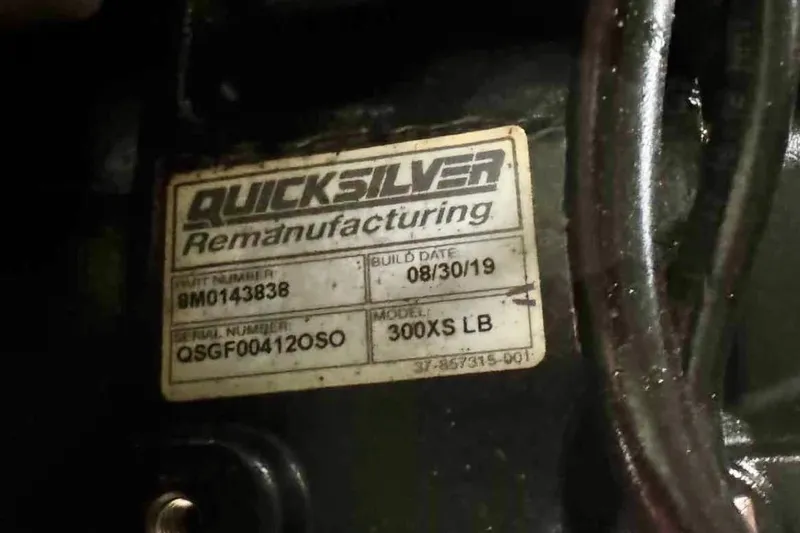 QUICKSILVER
Remanufacturing
PART NUMBER:
8M0143838
BUILD DATE:
08/30/19
SERIAL NUMBER:
QSGF00412OSO
MODEL:
300XS LB
37-857315-001